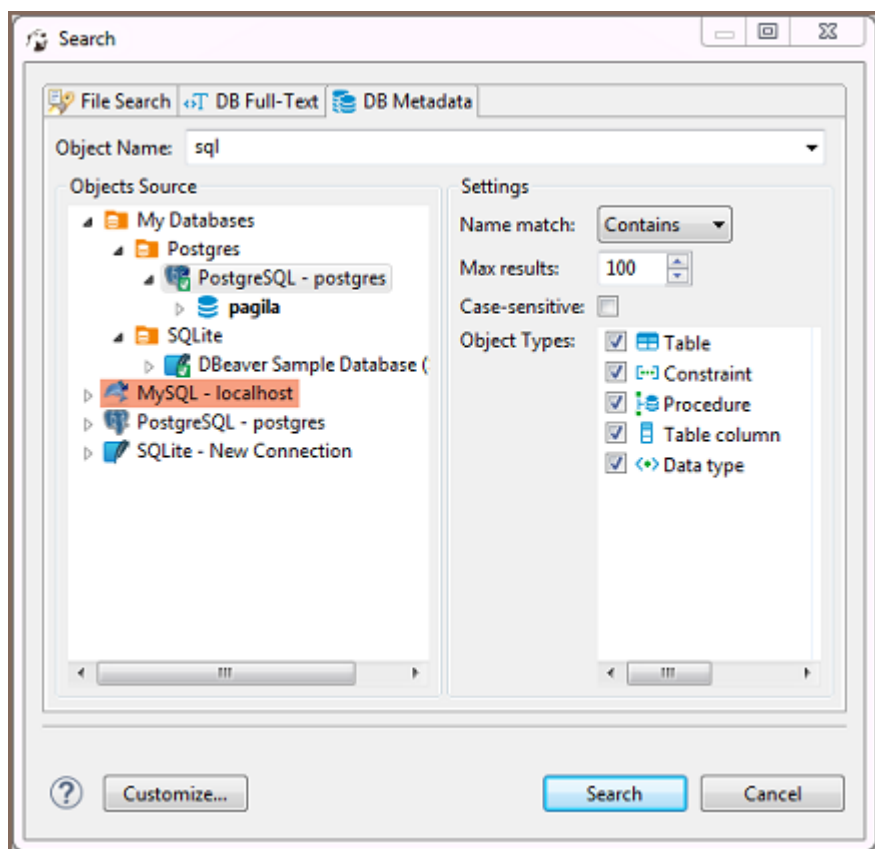 Search
File Search DB Full-Text DB Metadata
Object Name: sql
Objects Source
My Databases
Postgres
PostgreSQL - postgres
pagila
SQLite
DBeaver Sample Database (
MySQL - localhost
PostgreSQL - postgres
SQLite - New Connection
Settings
Name match: Contains
Max results: 100
Case-sensitive:
Object Types: Table
Constraint
Procedure
Table column
Data type
? Customize... Search Cancel